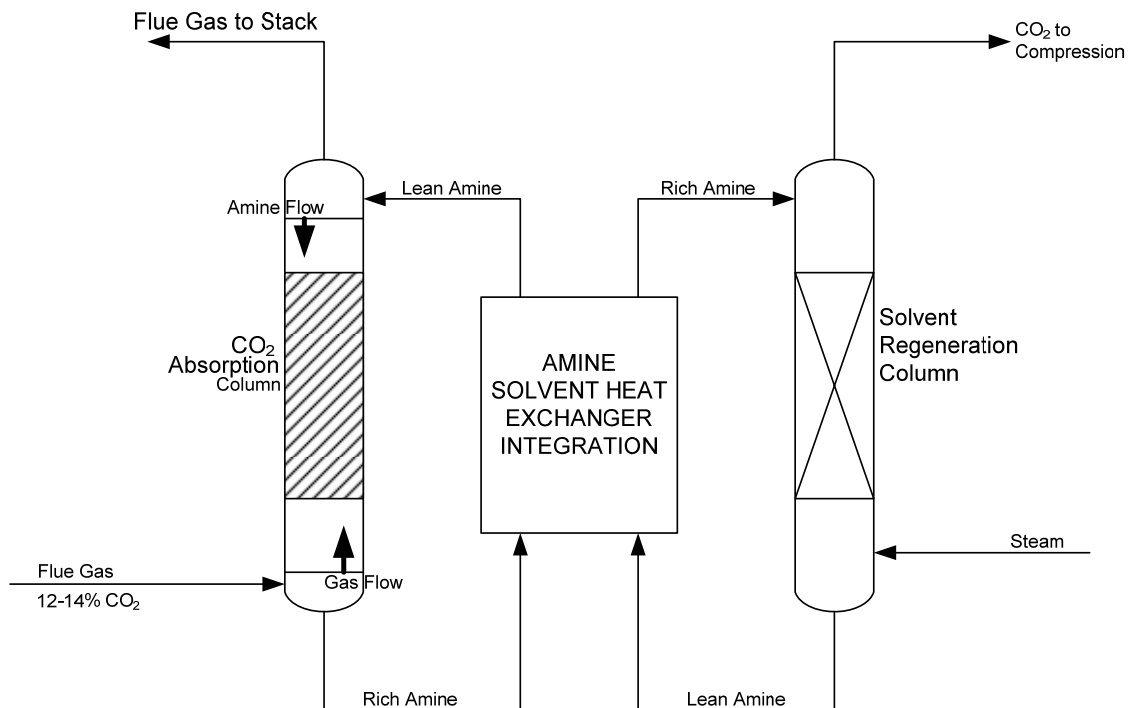 Flue Gas to Stack
CO₂ to
Compression
Lean Amine
Rich Amine
Amine Flow
CO₂
Absorption
Column
AMINE
SOLVENT HEAT
EXCHANGER
INTEGRATION
Solvent
Regeneration
Column
Steam
Flue Gas
12-14% CO₂
Gas Flow
Rich Amine
Lean Amine